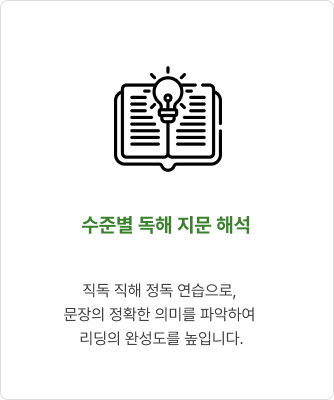 수준별 독해 지문 해석
직독 직해 정독 연습으로,
문장의 정확한 의미를 파악하여
리딩의 완성도를 높입니다.